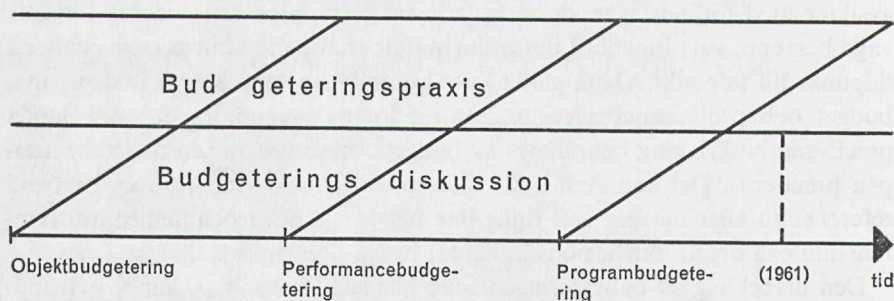 Budgeteringspraxis
Budgeterings diskussion
Objektbudgetering
Performancebudge-
tering
Programbudgete-
ring
(1961)
tid